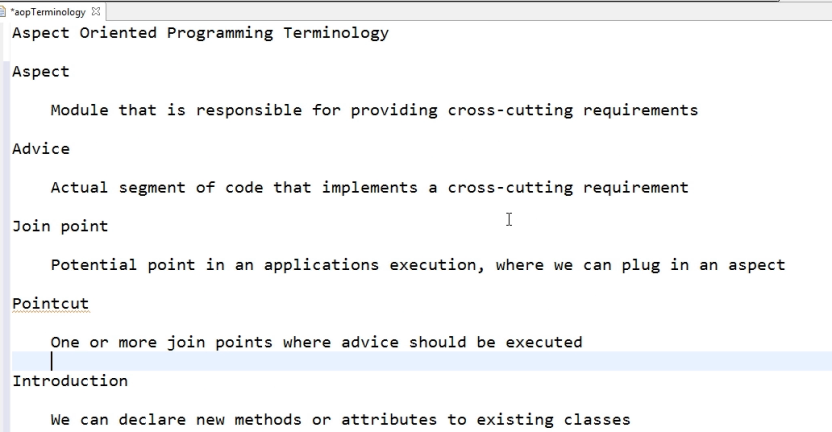 *aopTerminology
Aspect Oriented Programming Terminology
Aspect
Module that is responsible for providing cross-cutting requirements
Advice
Actual segment of code that implements a cross-cutting requirement
Join point
Potential point in an applications execution, where we can plug in an aspect
Pointcut
One or more join points where advice should be executed
Introduction
We can declare new methods or attributes to existing classes